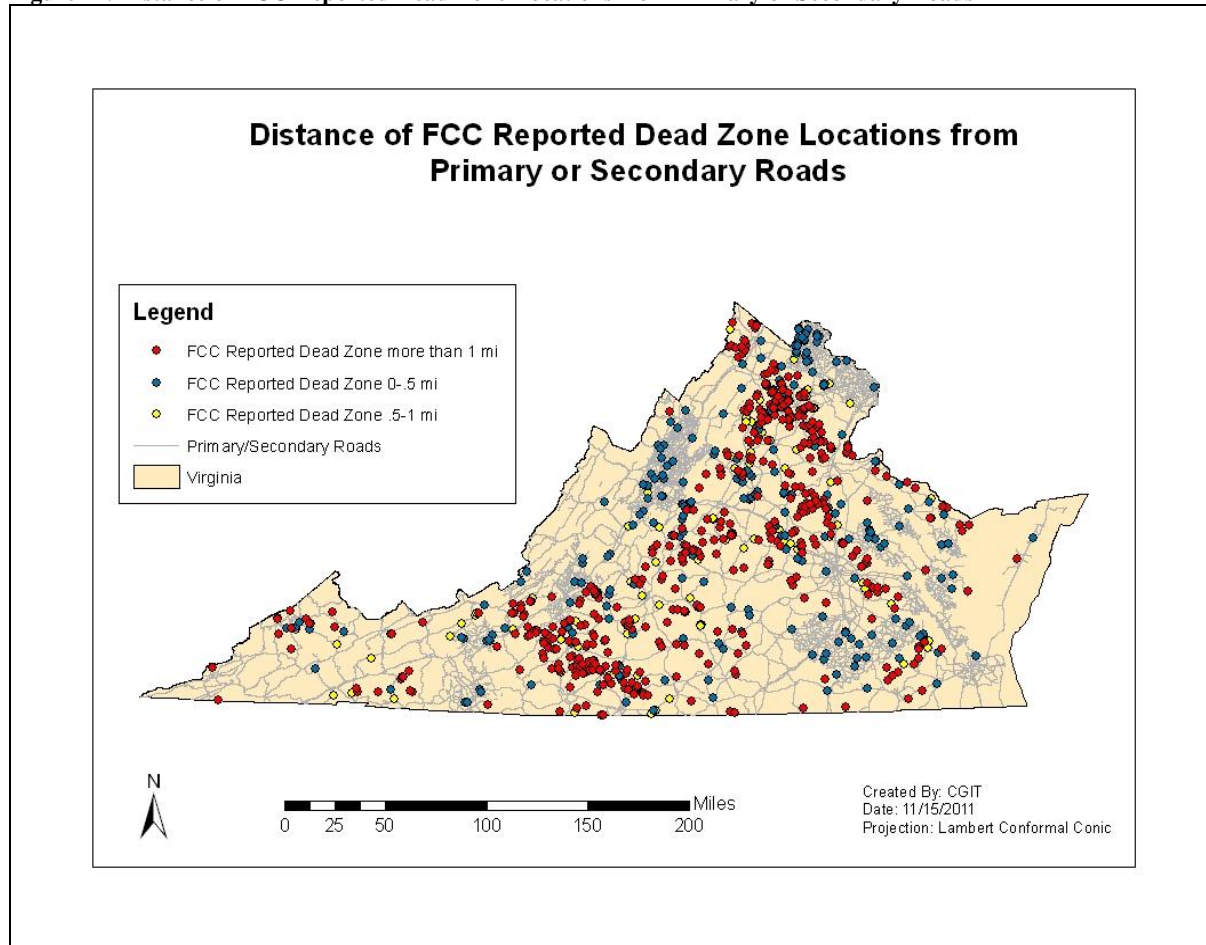 Distance of FCC Reported Dead Zone Locations from
Primary or Secondary Roads
Legend
FCC Reported Dead Zone more than 1 mi
FCC Reported Dead Zone 0-.5 mi
FCC Reported Dead Zone .5-1 mi
Primary/Secondary Roads
Virginia
N
Miles
0 25 50 100 150 200
Created By: CGIT
Date: 11/15/2011
Projection: Lambert Conformal Conic